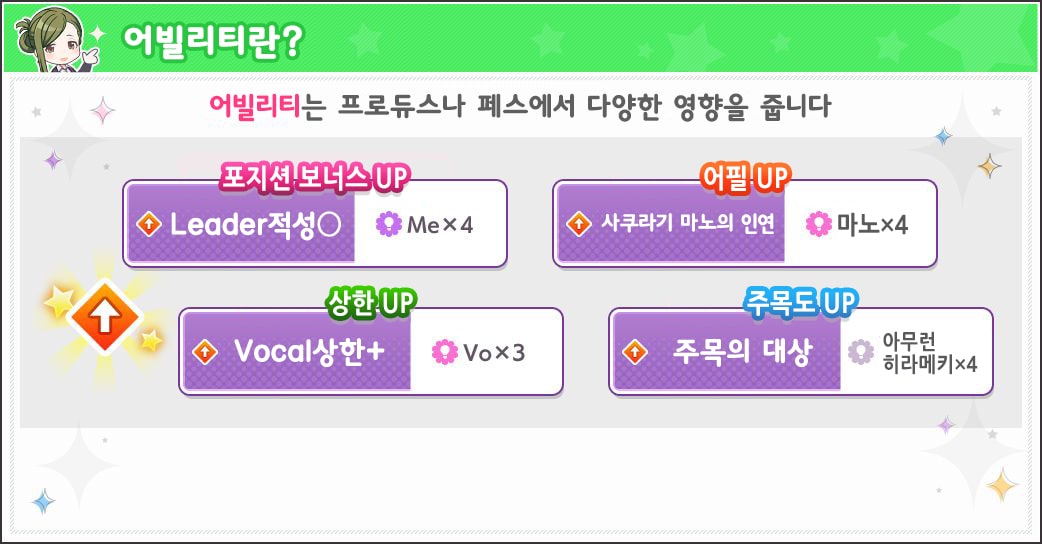 어빌리티란?
어빌리티는 프로듀스나 페스에서 다양한 영향을 줍니다
포지션 보너스 UP
Leader적성○
Me×4
어필 UP
사쿠라기 마노의 인연
마노×4
상한 UP
Vocal상한+
Vo×3
주목도 UP
주목의 대상
아무런
히라메키×4